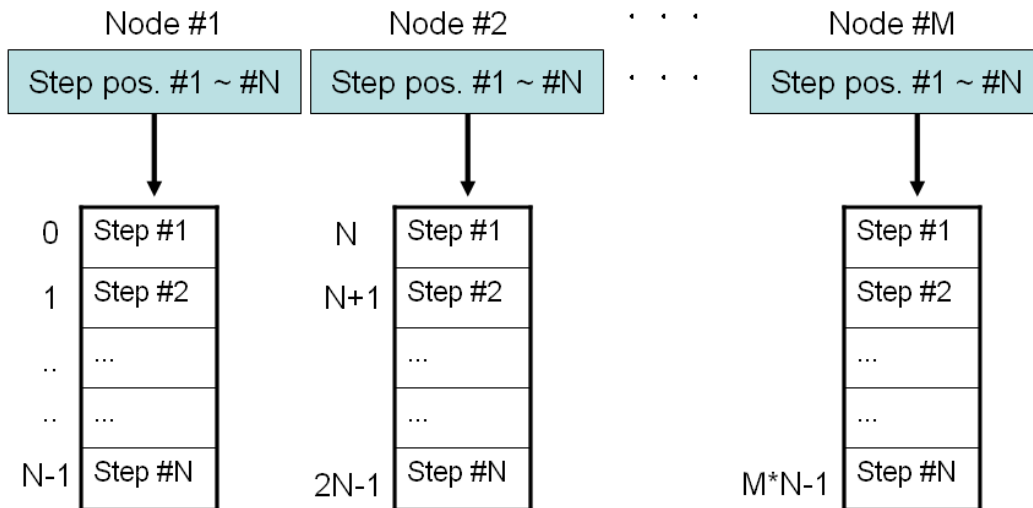 Node #1
Node #2
. . .
Node #M
Step pos. #1 ~ #N
Step pos. #1 ~ #N
. . .
Step pos. #1 ~ #N
0
Step #1
N
Step #1
Step #1
1
Step #2
N+1
Step #2
Step #2
..
...
...
...
..
...
...
...
N-1
Step #N
2N-1
Step #N
M*N-1
Step #N